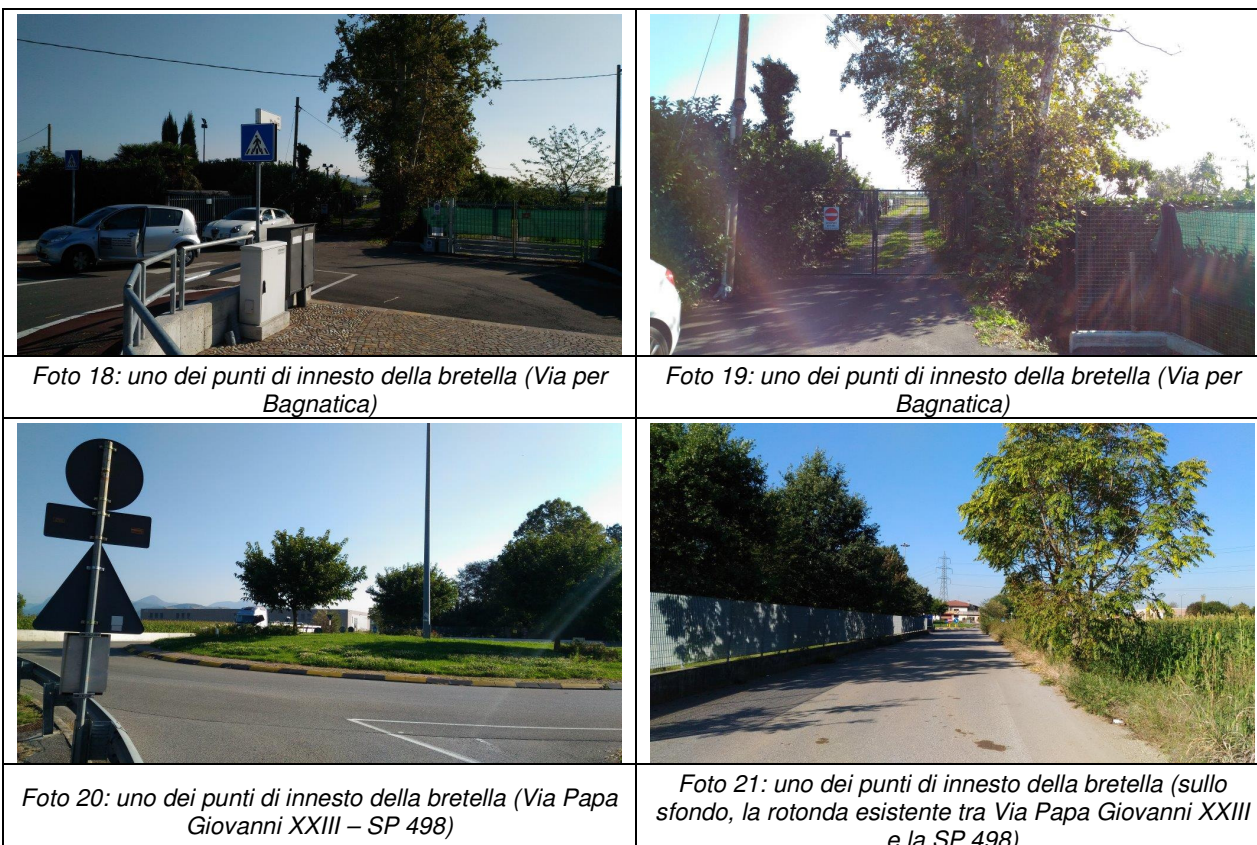 Foto 18: uno dei punti di innesto della bretella (Via per
Bagnatica)
Foto 19: uno dei punti di innesto della bretella (Via per
Bagnatica)
Foto 20: uno dei punti di innesto della bretella (Via Papa
Giovanni XXIII – SP 498)
Foto 21: uno dei punti di innesto della bretella (sullo
sfondo, la rotonda esistente tra Via Papa Giovanni XXIII
e la SP 498)